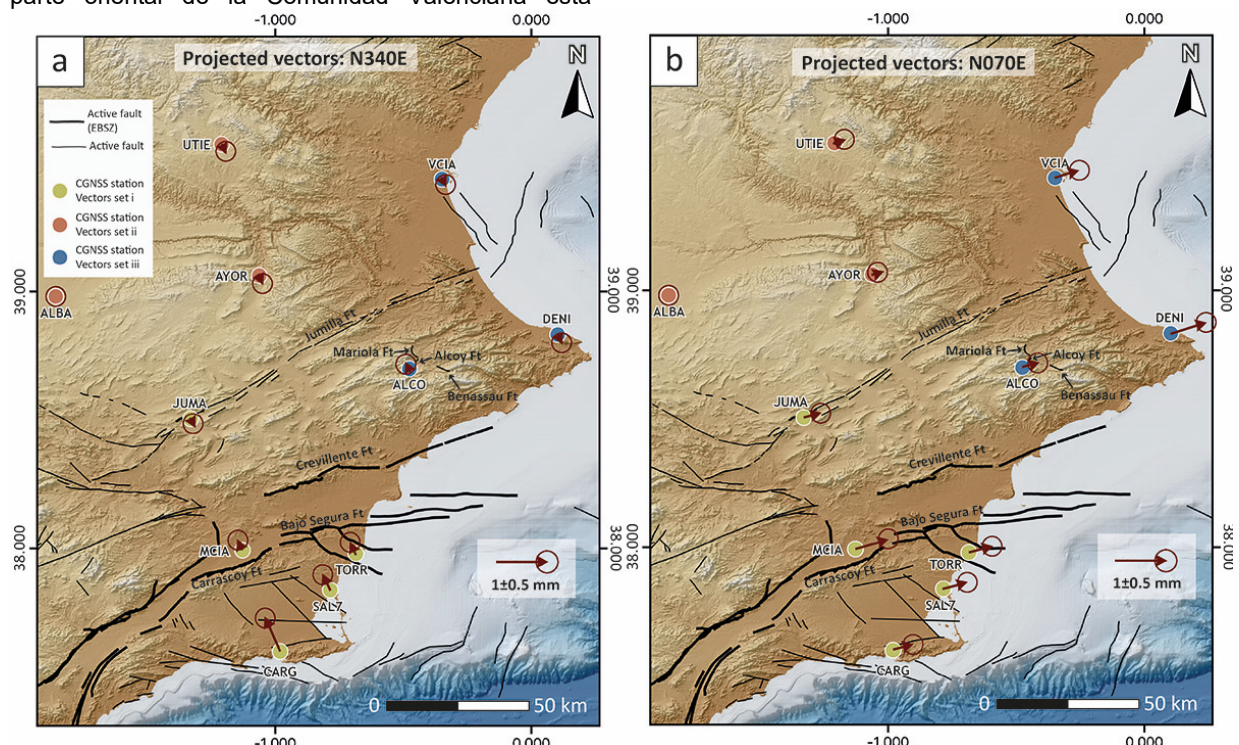 parte oriental de la Comunidad Valenciana está
-1.000
0.000
-1.000
0.000
a
Projected vectors: N340E
N
Active fault
(EBSZ)
Active fault
CGNSS station
Vectors set i
CGNSS station
Vectors set ii
CGNSS station
Vectors set iii
UTIE
VCIA
AYOR
ALBA
39.000
39.000
Jumilla Ft
DENI
Mariola Ft
Alcoy Ft
ALCO
Benassau Ft
JUMA
Crevillente Ft
Bajo Segura Ft
38.000
38.000
MCIA
TORR
Carrascoy Ft
SAL7
1±0.5 mm
CARG
0
50 km
-1.000
0.000
b
Projected vectors: N070E
N
UTIE
VCIA
AYOR
ALBA
39.000
DENI
Jumilla Ft
Mariola Ft
Alcoy Ft
ALCO
Benassau Ft
JUMA
Crevillente Ft
Bajo Segura Ft
38.000
MCIA
TORR
Carrascoy Ft
SAL7
1±0.5 mm
CARG
0
50 km
-1.000
0.000